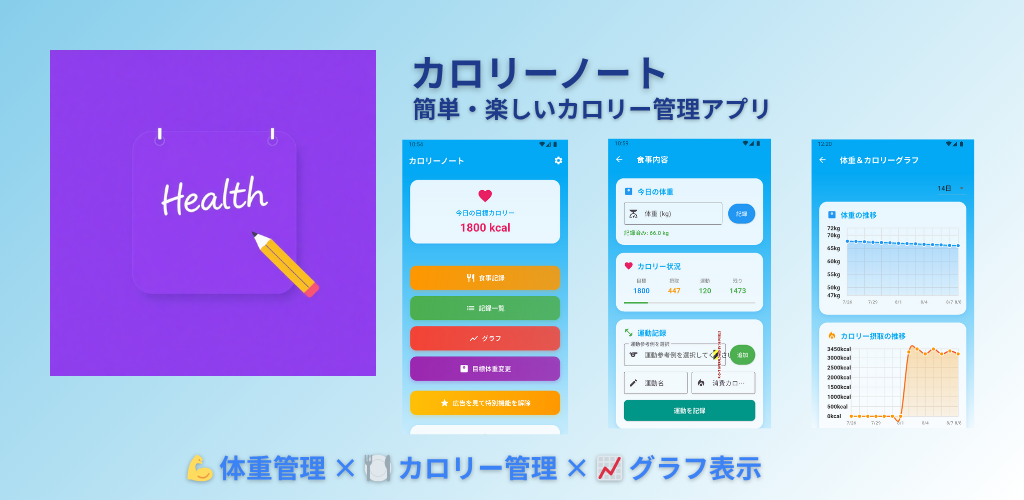 Health
カロリーノート
簡単・楽しいカロリー管理アプリ
10:54
カロリーノート
今日の目標カロリー
1800 kcal
食事記録
記録一覧
グラフ
目標体重変更
広告を見て特別機能を解除
食事内容
今日の体重
体重 (kg)
記録
記録済み: 66.0 kg
カロリー状況
目標 摂取 運動 残り
1800 447 120 1473
運動記録
運動参考例を選択
運動参考例を選択してください
追加
運動名
消費カロ…
運動を記録
12:20
体重＆カロリーグラフ
14日
体重の推移
72kg
70kg
65kg
60kg
55kg
50kg
47kg
7/26 7/29 8/1 8/4 8/7 8/8
カロリー摂取の推移
3450kcal
3000kcal
2500kcal
2000kcal
1500kcal
1000kcal
500kcal
0kcal
7/26 7/29 8/1 8/4 8/7 8/8
体重管理 × カロリー管理 × グラフ表示